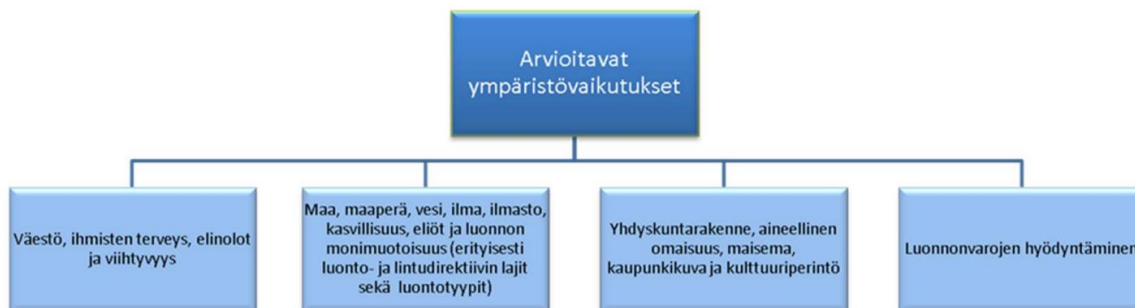 Arvioitavat
ympäristövaikutukset
Väestö, ihmisten terveys, elinolot
ja viihtyvyys
Maa, maaperä, vesi, ilma, ilmasto,
kasvillisuus, eliöt ja luonnon
monimuotoisuus (erityisesti
luonto- ja lintudirektiivin lajit
sekä luontotyypit)
Yhdyskuntarakenne, aineellinen
omaisuus, maisema,
kaupunkikuva ja kulttuuriperintö
Luonnonvarojen hyödyntäminen